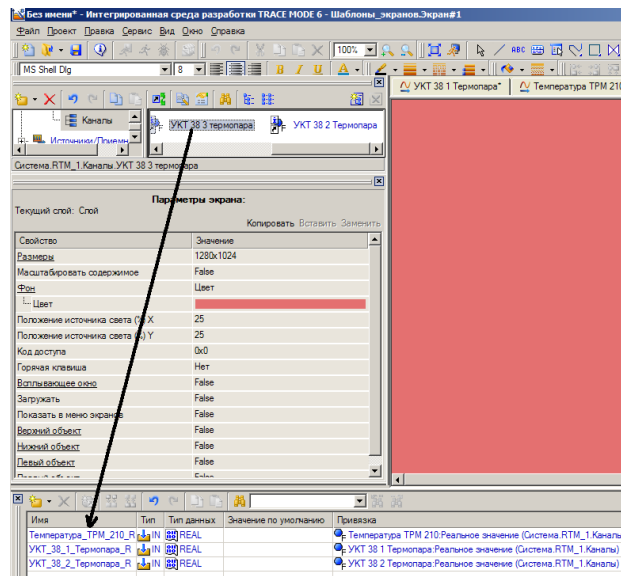 Без имени* - Интегрированная среда разработки TRACE MODE 6 - Шаблоны_экранов.Экран#1
Файл Проект Правка Сервис Вид Окно Справка
100%
ABC
MS Shell Dlg 8 B I U A
УКТ 38 1 Термопара* Температура ТРМ 210
Каналы УКТ 38 3 термопара УКТ 38 2 Термопара
Источники/Приемн
Система.RTM_1.Каналы.УКТ 38 3 термопара
Параметры экрана:
Текущий слой: Слой
Копировать Вставить Заменить
Свойство Значение
Размеры 1280x1024
Масштабировать содержимое False
Фон Цвет
Цвет
Положение источника света (%) X 25
Положение источника света (%) Y 25
Код доступа 0x0
Горячая клавиша Нет
Всплывающее окно False
Загружать False
Показать в меню экранов False
Верхний объект False
Нижний объект False
Левый объект False
Имя Тип Тип данных Значение по умолчанию Привязка
Температура_ТРМ_210_R IN REAL Температура ТРМ 210:Реальное значение (Система.RTM_1.Каналы
УКТ_38_1_Термопара_R IN REAL УКТ 38 1 Термопара:Реальное значение (Система.RTM_1.Каналы)
УКТ_38_2_Термопара_R IN REAL УКТ 38 2 Термопара:Реальное значение (Система.RTM_1.Каналы)